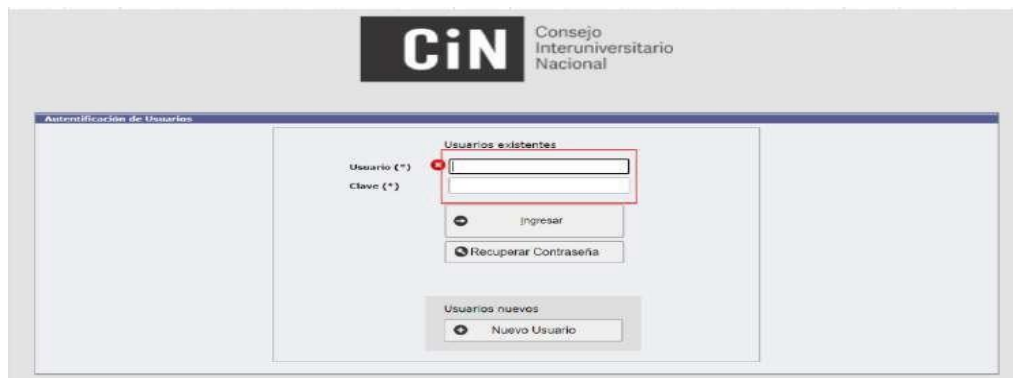 CiN
Consejo
Interuniversitario
Nacional
Autentificación de Usuarios
Usuarios existentes
Usuario (*)
Clave (*)
Ingresar
Recuperar Contraseña
Usuarios nuevos
Nuevo Usuario